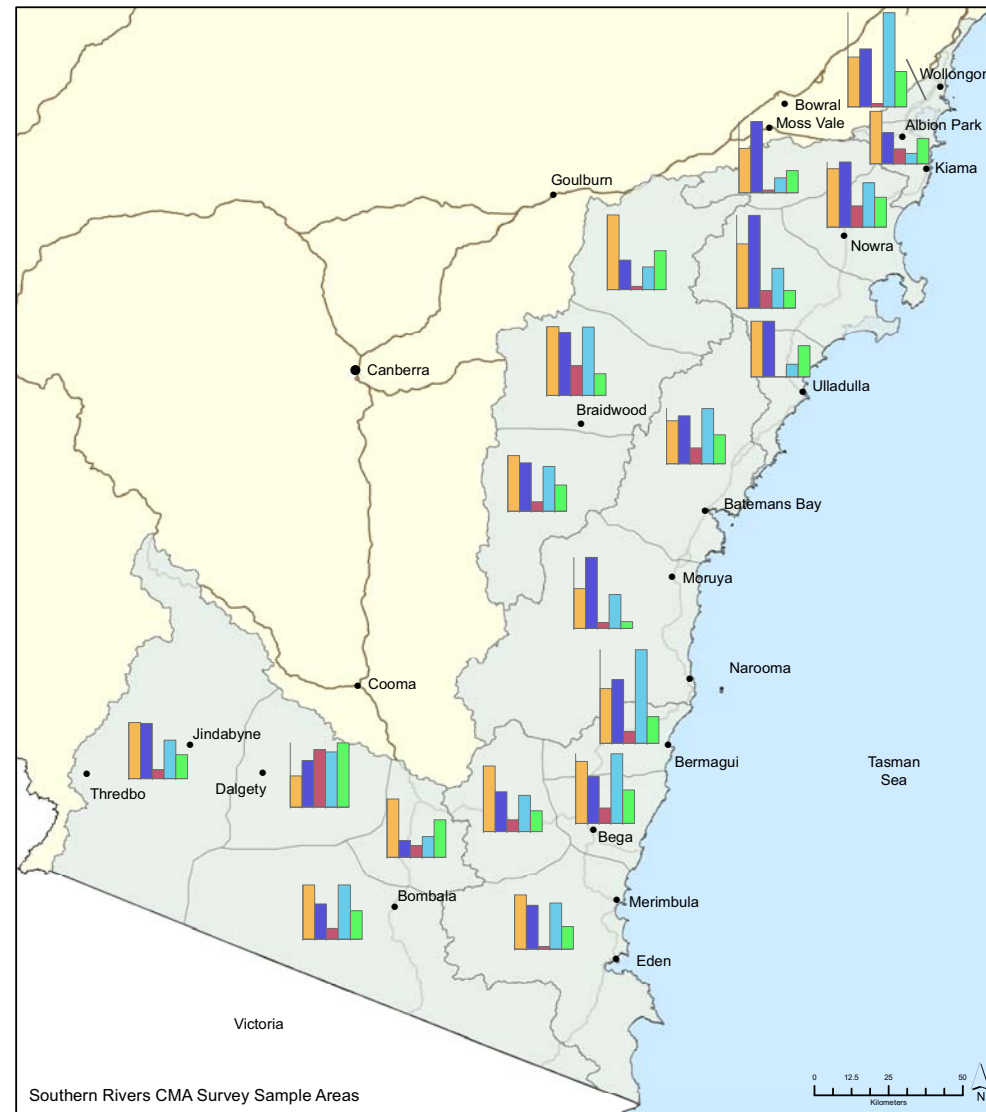 Wollongon
Bowral
Moss Vale
Albion Park
Kiama
Goulburn
Nowra
Canberra
Ulladulla
Braidwood
Batemans Bay
Moruya
Narooma
Cooma
Jindabyne
Bermagui
Tasman
Sea
Thredbo
Dalgety
Bega
Bombala
Merimbula
Eden
Victoria
0 12.5 25 50
Kilometers
N
Southern Rivers CMA Survey Sample Areas